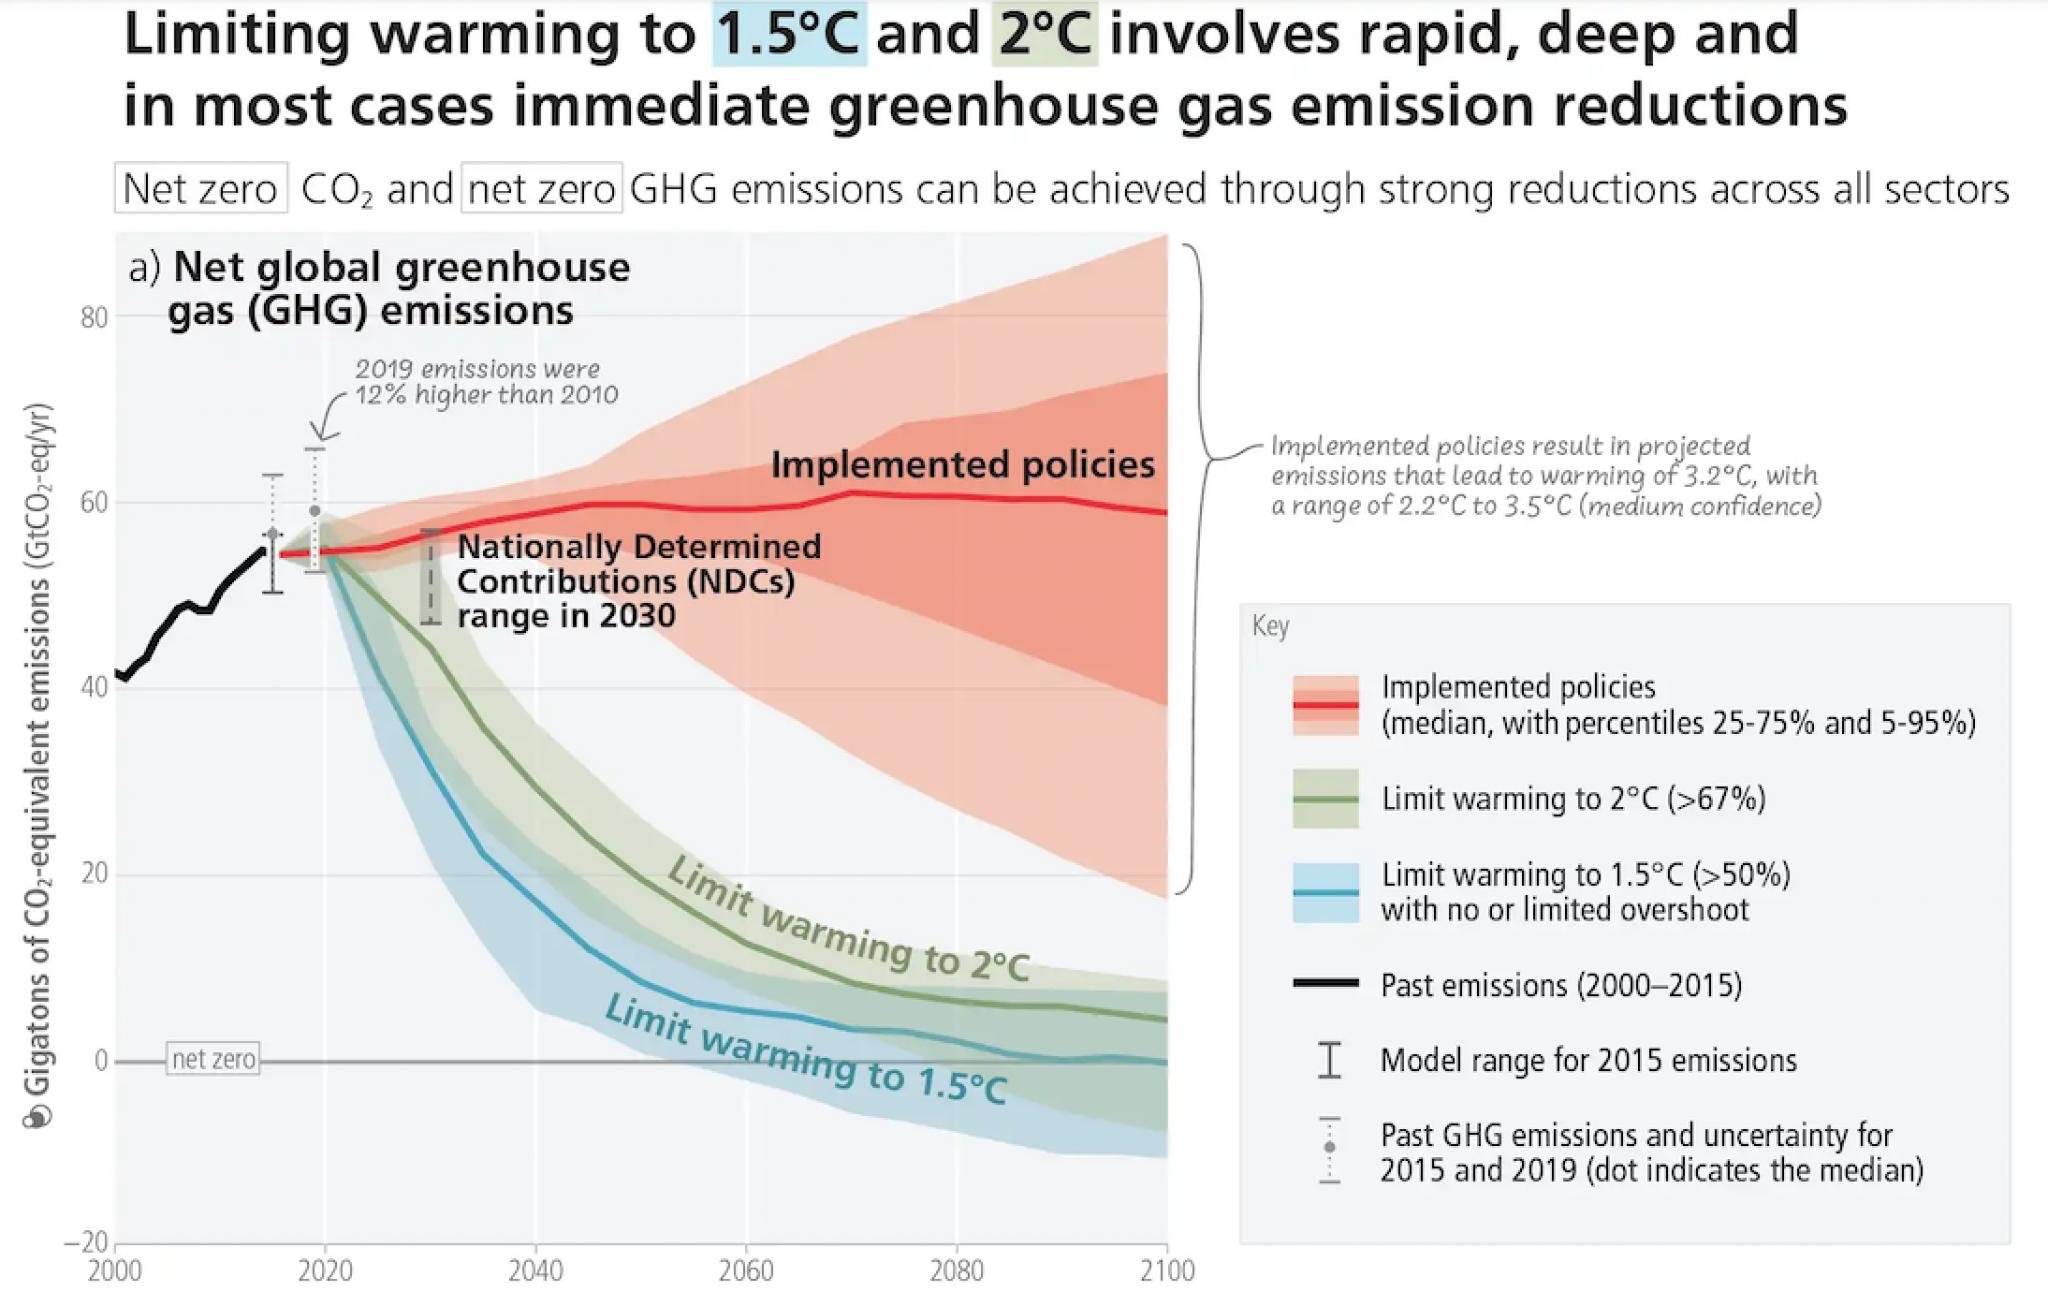 Limiting warming to 1.5°C and 2°C involves rapid, deep and
in most cases immediate greenhouse gas emission reductions
Net zero CO₂ and net zero GHG emissions can be achieved through strong reductions across all sectors
a) Net global greenhouse
gas (GHG) emissions
80
60
40
20
0
−20
Gigatons of CO₂-equivalent emissions (GtCO₂-eq/yr)
2019 emissions were
12% higher than 2010
Implemented policies
Nationally Determined
Contributions (NDCs)
range in 2030
Limit warming to 2°C
Limit warming to 1.5°C
net zero
2000
2020
2040
2060
2080
2100
Implemented policies result in projected
emissions that lead to warming of 3.2°C, with
a range of 2.2°C to 3.5°C (medium confidence)
Key
Implemented policies
(median, with percentiles 25-75% and 5-95%)
Limit warming to 2°C (>67%)
Limit warming to 1.5°C (>50%)
with no or limited overshoot
Past emissions (2000–2015)
Model range for 2015 emissions
Past GHG emissions and uncertainty for
2015 and 2019 (dot indicates the median)